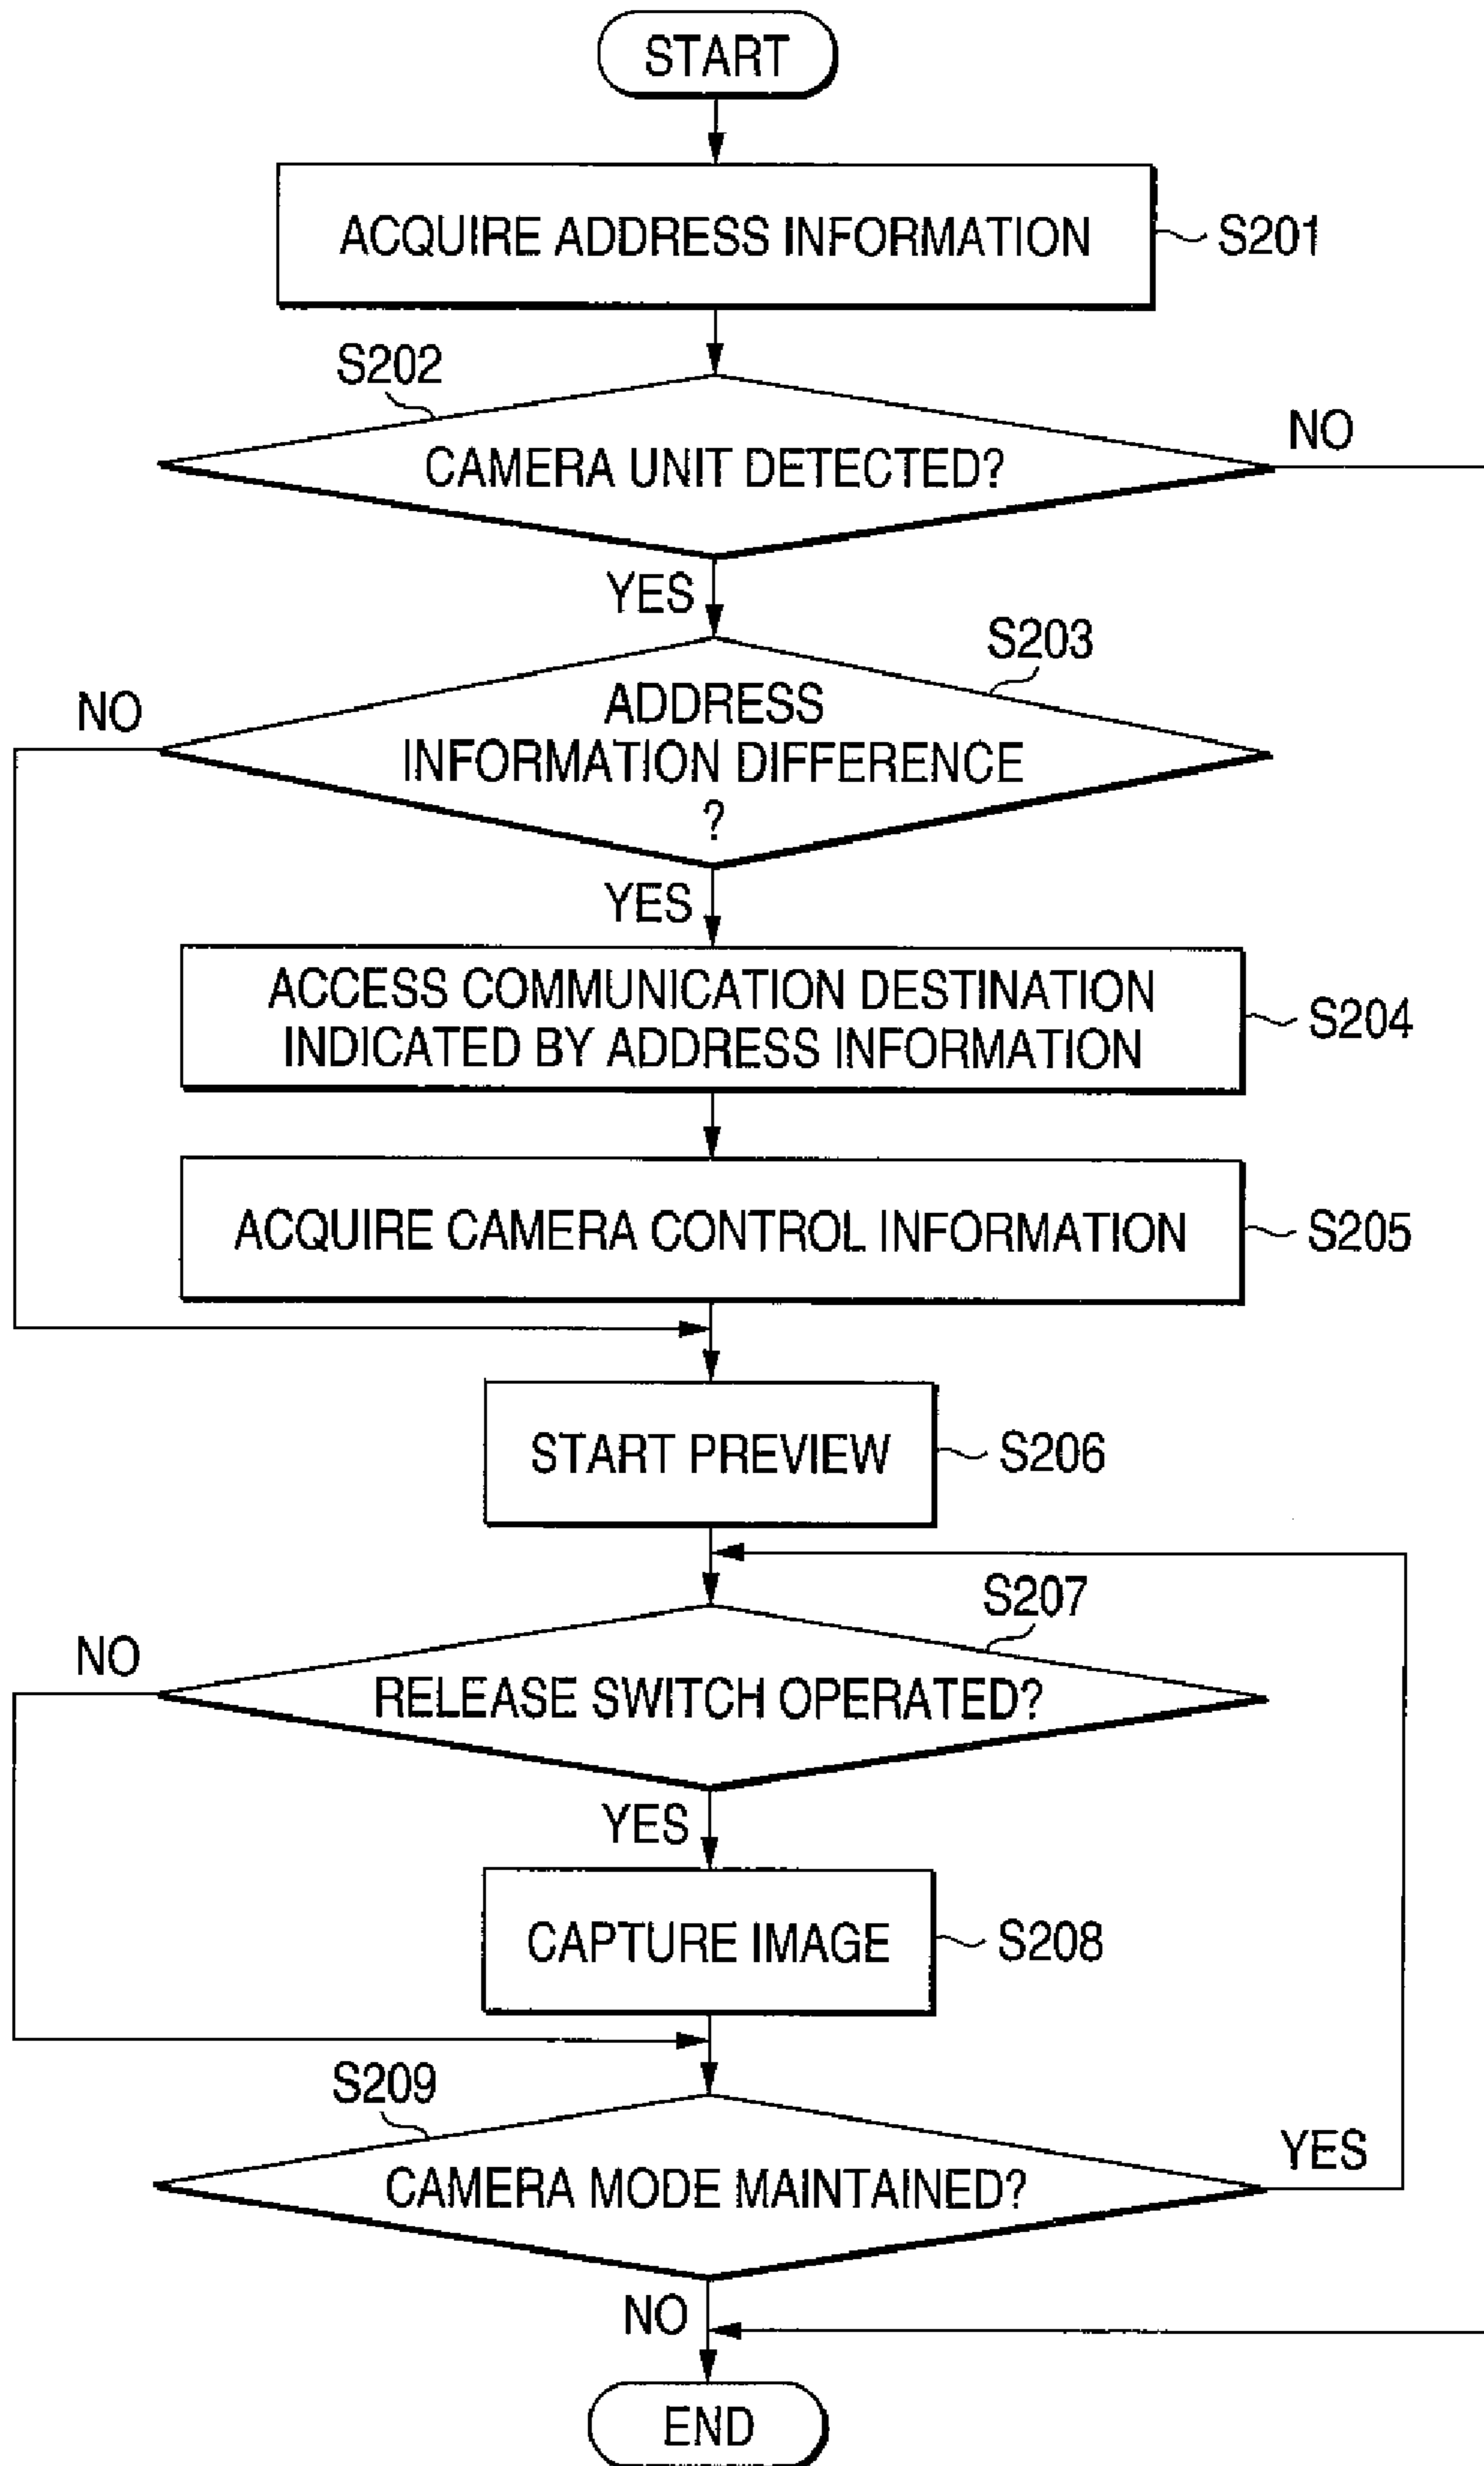 START
ACQUIRE ADDRESS INFORMATION
S201
S202
CAMERA UNIT DETECTED?
NO
YES
S203
NO
ADDRESS
INFORMATION DIFFERENCE
?
YES
ACCESS COMMUNICATION DESTINATION
INDICATED BY ADDRESS INFORMATION
S204
ACQUIRE CAMERA CONTROL INFORMATION
S205
START PREVIEW
S206
S207
NO
RELEASE SWITCH OPERATED?
YES
CAPTURE IMAGE
S208
S209
CAMERA MODE MAINTAINED?
YES
NO
END